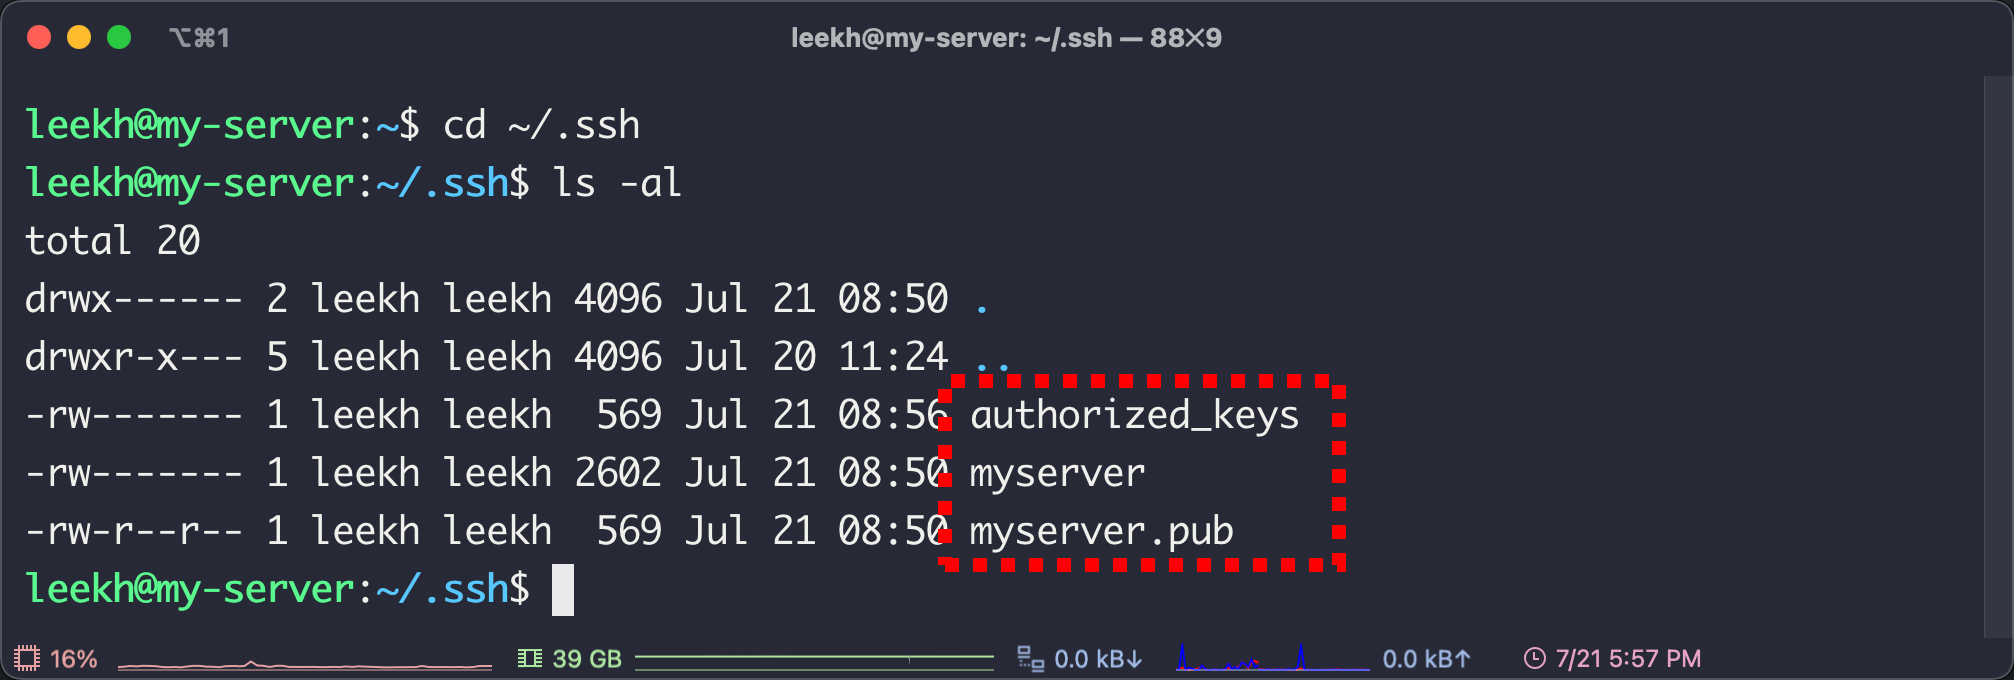 ⌥⌘1
leekh@my-server: ~/.ssh — 88✕9
leekh@my-server:~$ cd ~/.ssh
leekh@my-server:~/.ssh$ ls -al
total 20
drwx------ 2 leekh leekh 4096 Jul 21 08:50 .
drwxr-x--- 5 leekh leekh 4096 Jul 20 11:24 ..
-rw------- 1 leekh leekh  569 Jul 21 08:56 authorized_keys
-rw------- 1 leekh leekh 2602 Jul 21 08:50 myserver
-rw-r--r-- 1 leekh leekh  569 Jul 21 08:50 myserver.pub
leekh@my-server:~/.ssh$
16% 39 GB 0.0 kB↓ 0.0 kB↑ 7/21 5:57 PM